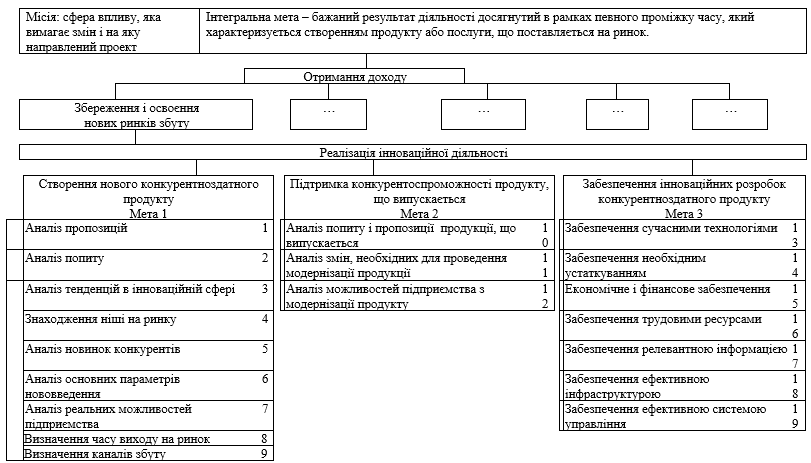 Місія: сфера впливу, яка
вимагає змін і на яку
направлений проект
Інтегральна мета – бажаний результат діяльності досягнутий в рамках певного проміжку часу, який
характеризується створенням продукту або послуги, що поставляється на ринок.
Отримання доходу
Збереження і освоєння
нових ринків збуту
…
…
…
…
Реалізація інноваційної діяльності
Створення нового конкурентноздатного
продукту
Мета 1
Аналіз пропозицій 1
Аналіз попиту 2
Аналіз тенденцій в інноваційній сфері 3
Знаходження ніші на ринку 4
Аналіз новинок конкурентів 5
Аналіз основних параметрів 6
нововведення
Аналіз реальних можливостей 7
підприємства
Визначення часу виходу на ринок 8
Визначення каналів збуту 9
Підтримка конкурентоспроможності продукту,
що випускається
Мета 2
Аналіз попиту і пропозиції продукції, що 1
випускається 0
Аналіз змін, необхідних для проведення 1
модернізації продукції 1
Аналіз можливостей підприємства з 1
модернізації продукту 2
Забезпечення інноваційних розробок
конкурентноздатного продукту
Мета 3
Забезпечення сучасними технологіями 1
3
Забезпечення необхідним 1
устаткуванням 4
Економічне і фінансове забезпечення 1
5
Забезпечення трудовими ресурсами 1
6
Забезпечення релевантною інформацією 1
7
Забезпечення ефективною 1
інфраструктурою 8
Забезпечення ефективною системою 1
управління 9